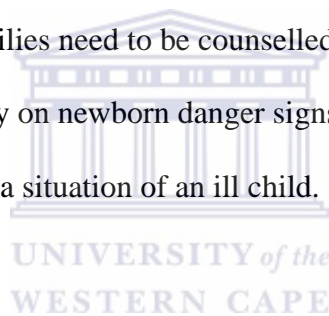 ilies need to be counselled
y on newborn danger signs
a situation of an ill child.
UNIVERSITY of the
WESTERN CAPE